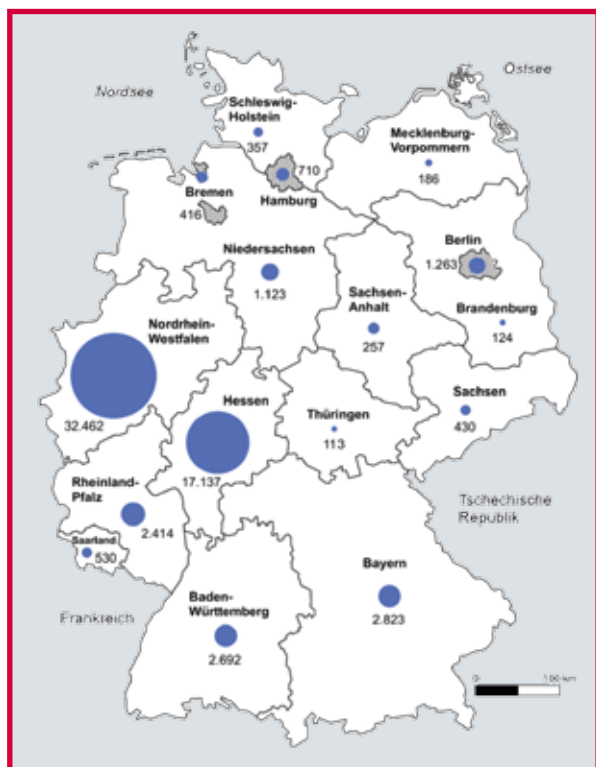 Nordsee
Ostsee
Schleswig-
Holstein
357
Mecklenburg-
Vorpommern
186
710
Hamburg
Bremen
416
Niedersachsen
1.123
Berlin
1.263
Sachsen-
Anhalt
257
Brandenburg
124
Nordrhein-
Westfalen
32.462
Hessen
17.137
Thüringen
113
Sachsen
430
Rheinland-
Pfalz
2.414
Saarland
530
Tschechische
Republik
Frankreich
Baden-
Württemberg
2.692
Bayern
2.823
0 100 km